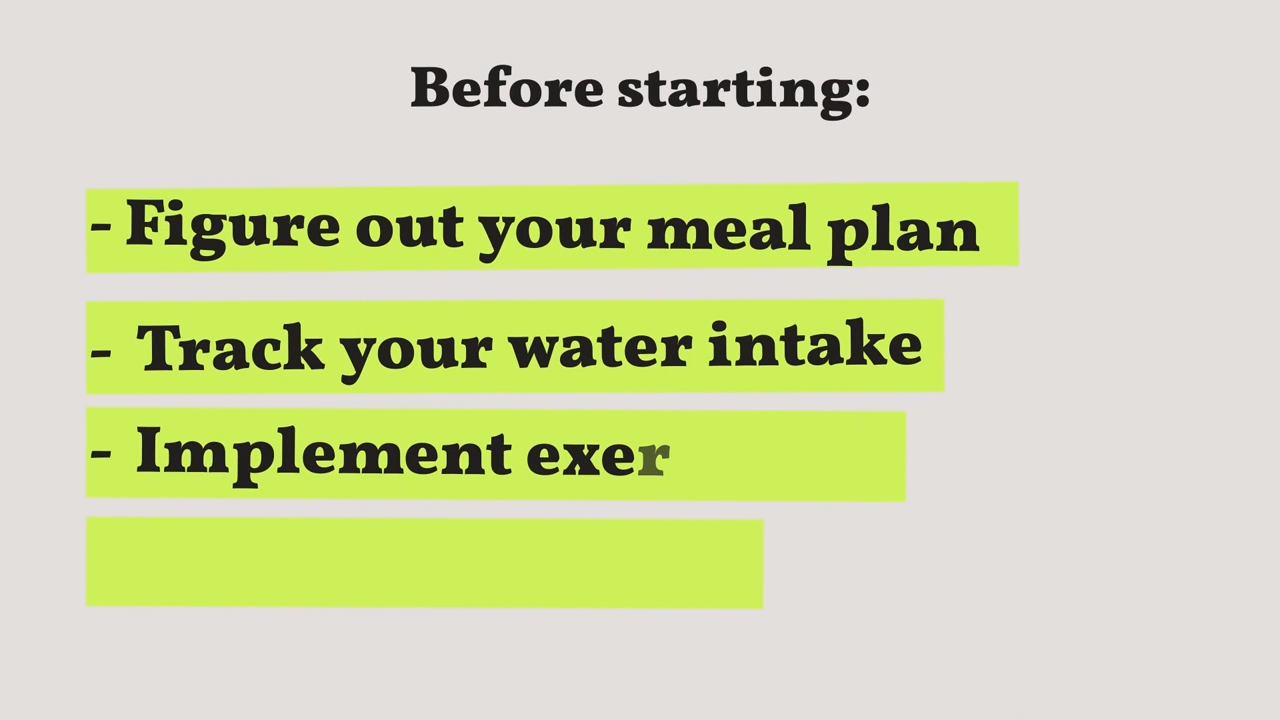 Before starting:
- Figure out your meal plan
- Track your water intake
- Implement exer